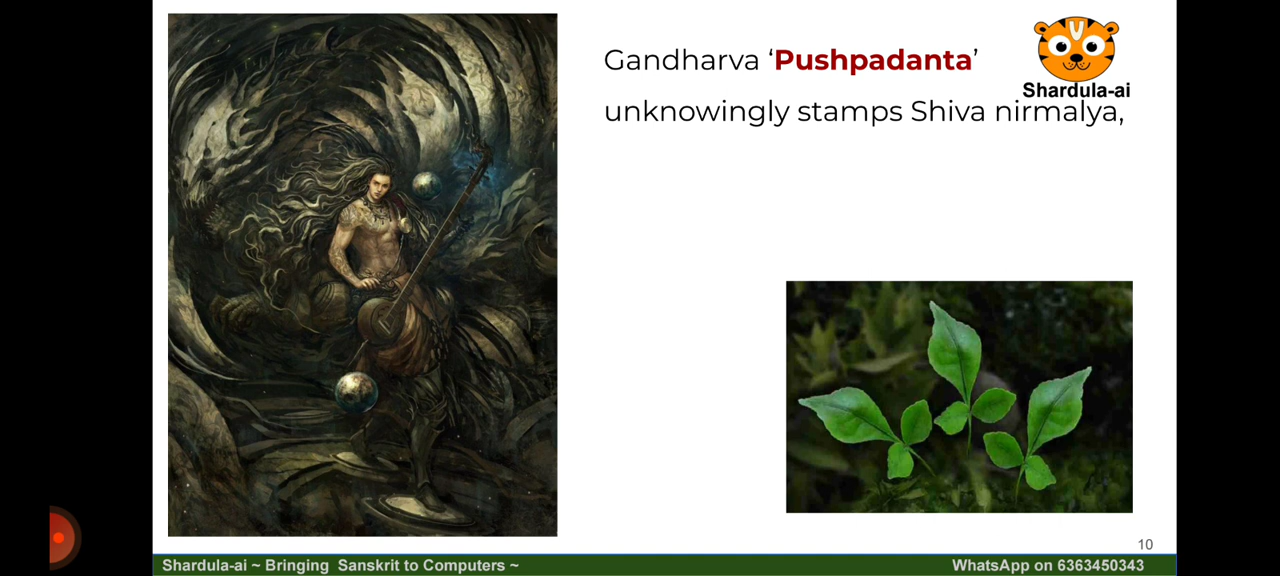 Gandharva ‘Pushpadanta’
unknowingly stamps Shiva nirmalya,
Shardula-ai
10
Shardula-ai ~ Bringing Sanskrit to Computers ~
WhatsApp on 6363450343